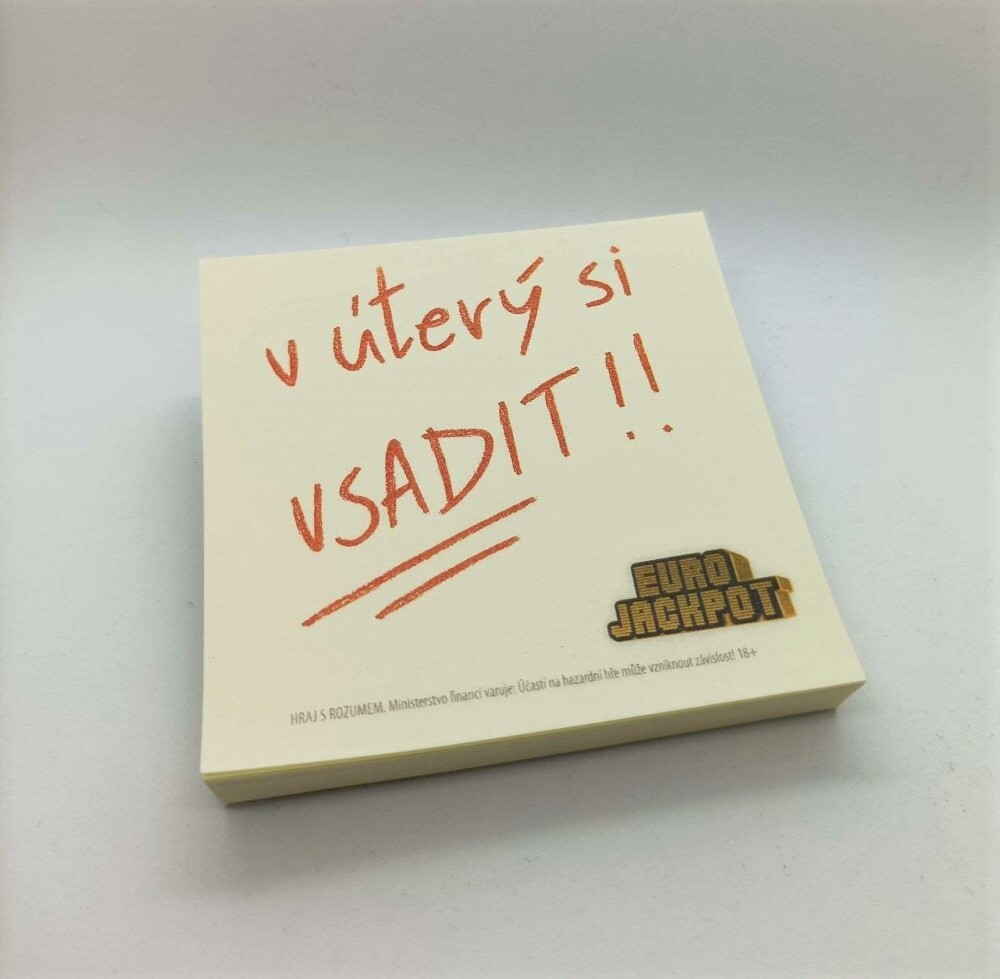 v úterý si
VSADIT!!
EURO
JACKPOT
HRAJ S ROZUMEM. Ministerstvo financí varuje: Účastí na hazardní hře může vzniknout závislost! 18+